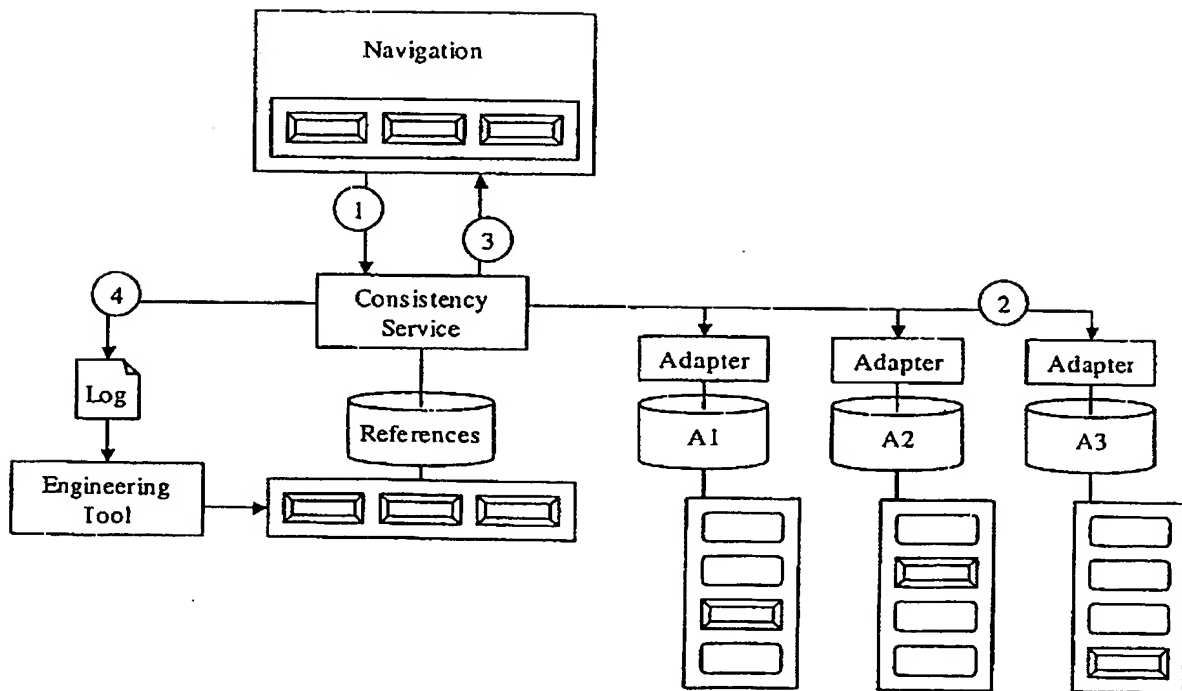 Navigation
1
3
4
Consistency
Service
2
Adapter
Adapter
Adapter
Log
References
A1
A2
A3
Engineering
Tool